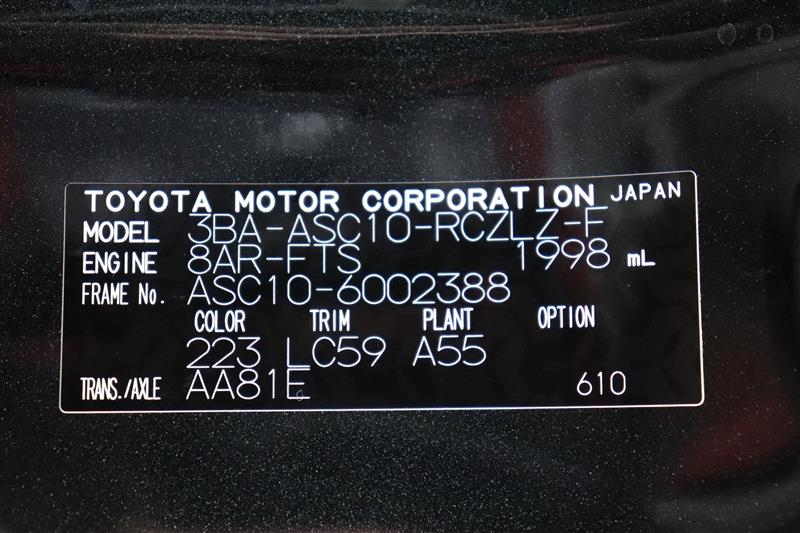 TOYOTA MOTOR CORPORATION JAPAN
MODEL 3BA-ASC10-RCZLZ-F
ENGINE 8AR-FTS 1998 mL
FRAME No. ASC10-6002388
COLOR TRIM PLANT OPTION
223 LC59 A55
TRANS./AXLE AA81E 610